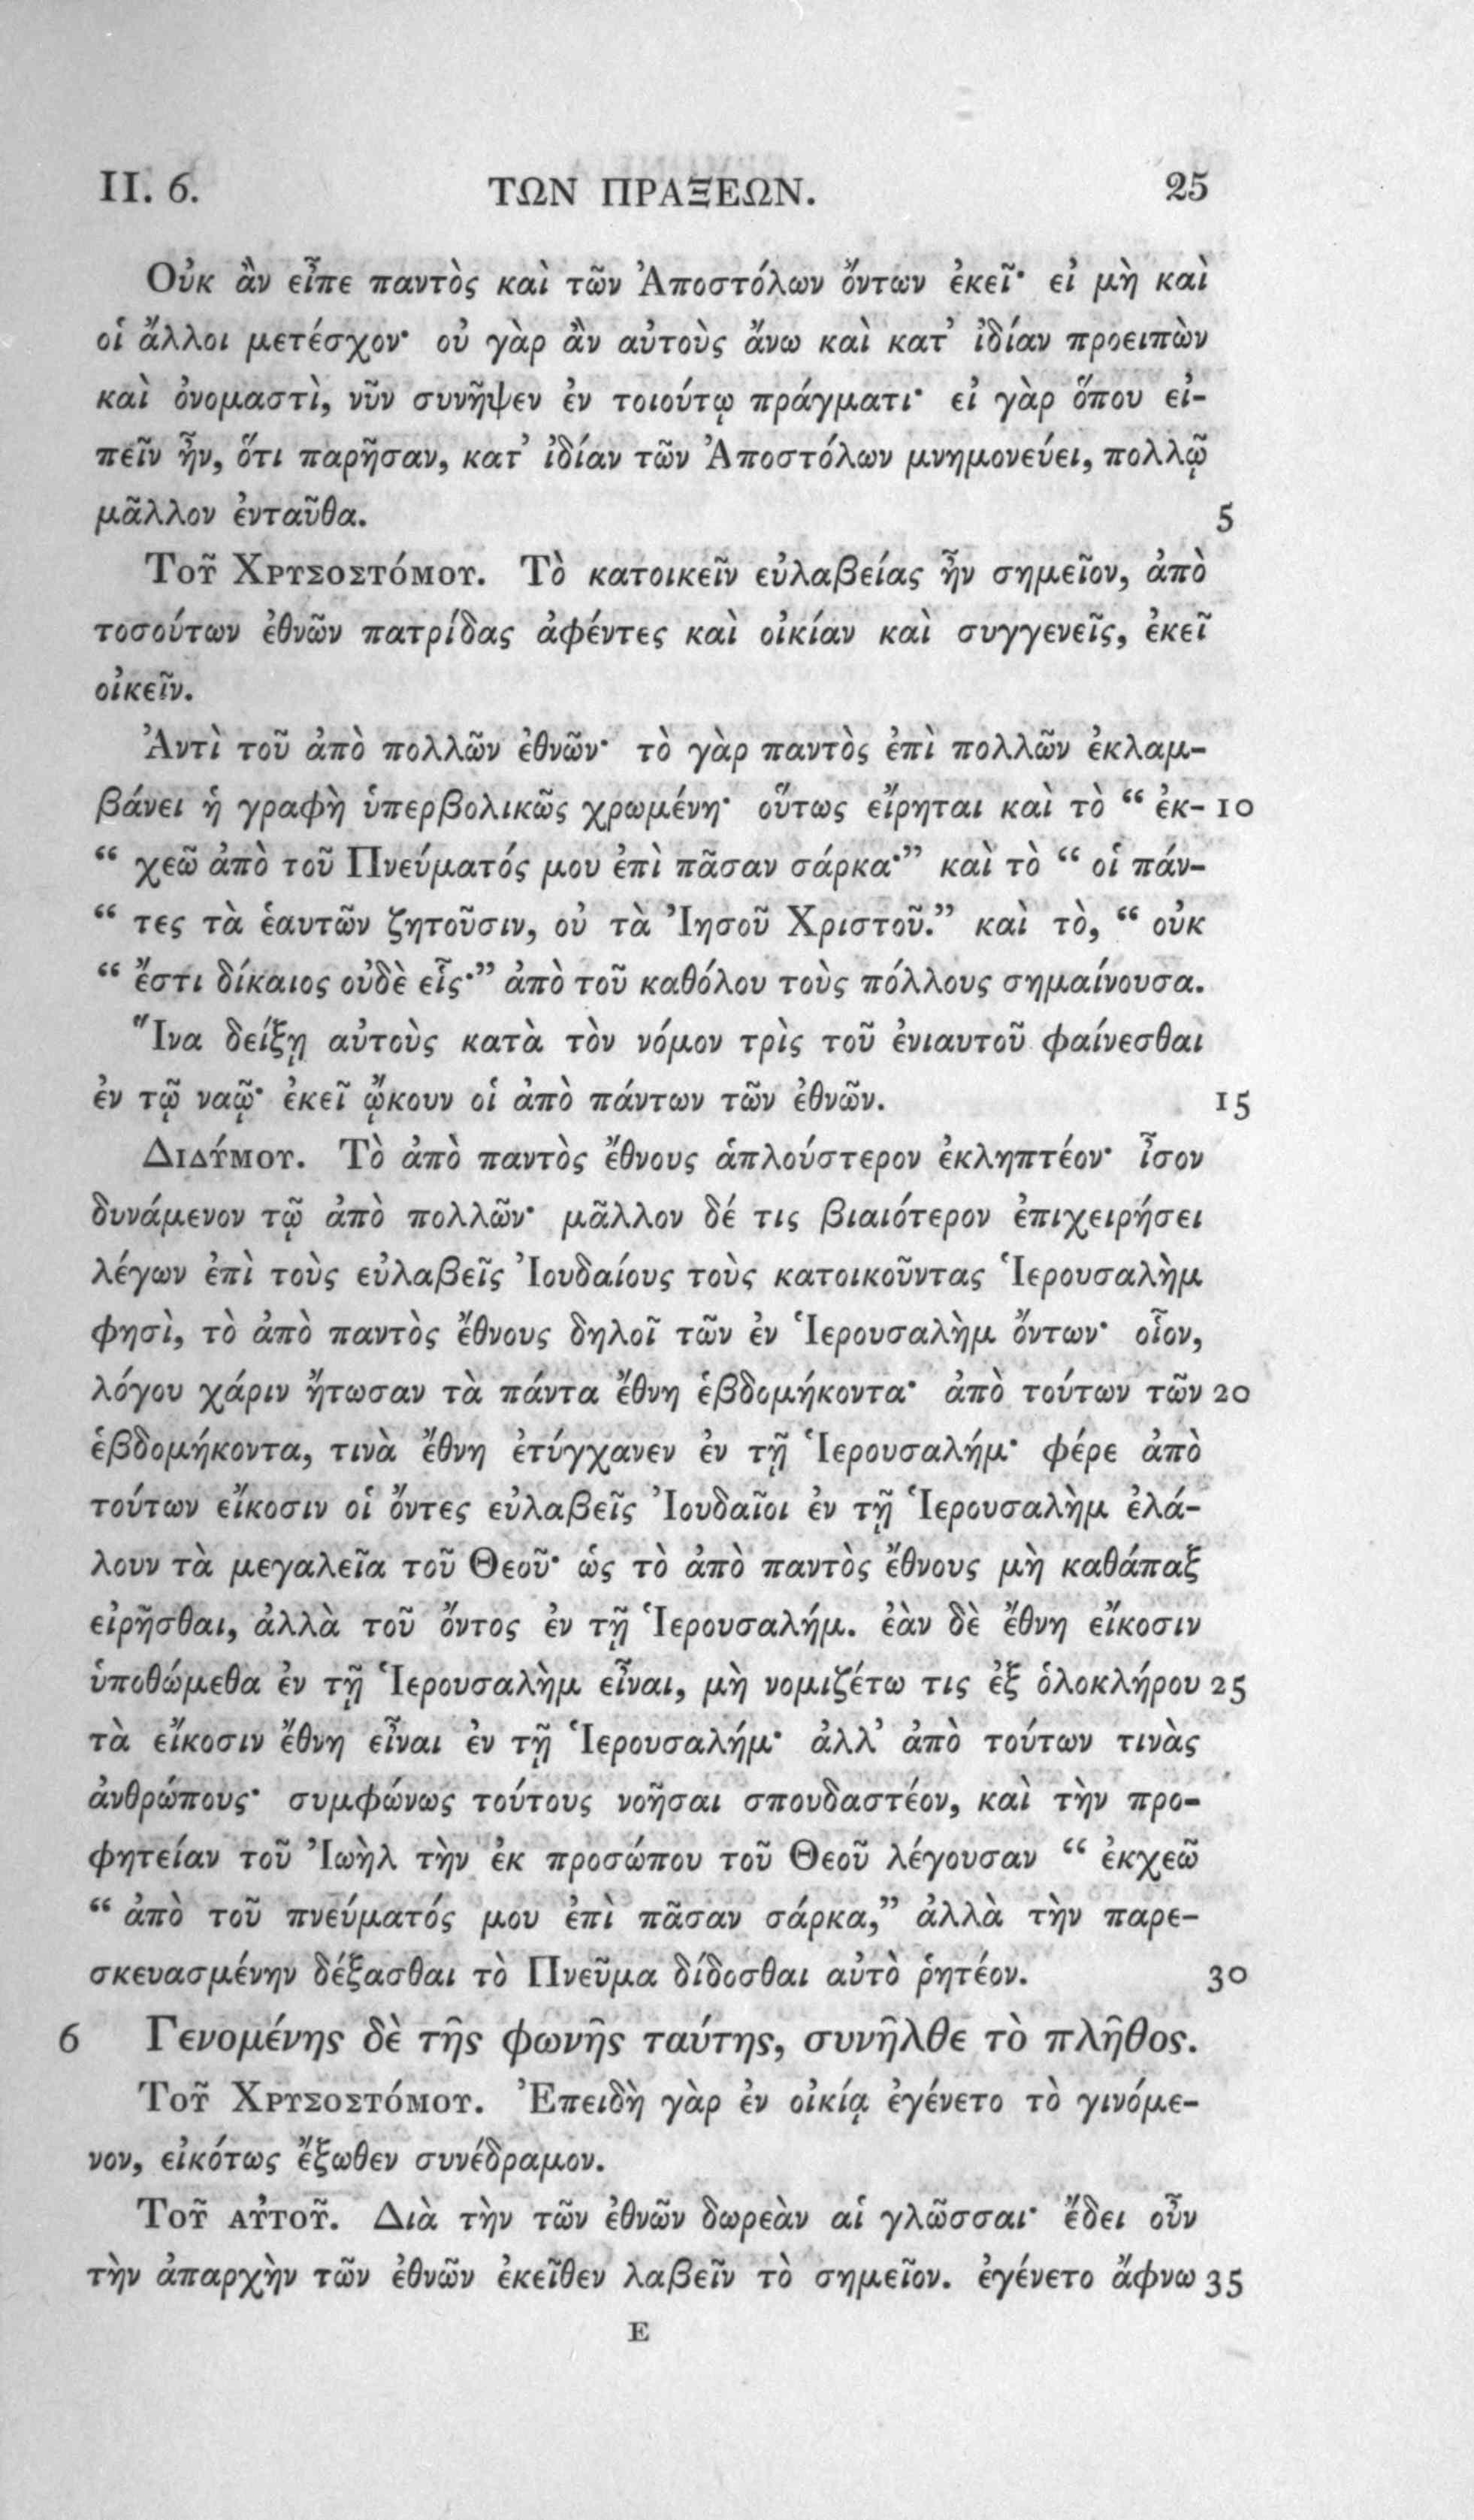 II. 6. ΤΩΝ ΠΡΑΞΕΩΝ. 25
Οὐκ ἂν εἶπε παντὸς καὶ τῶν Ἀποστόλων ὄντων ἐκεῖ· εἰ μὴ καὶ
οἱ ἄλλοι μετέσχον· οὐ γὰρ ἂν αὐτοὺς ἄνω καὶ κατ’ ἰδίαν προειπὼν
καὶ ὀνομαστὶ, νῦν συνῆψεν ἐν τοιούτῳ πράγματι· εἰ γὰρ ὅπου εἰ-
πεῖν ἦν, ὅτι παρῆσαν, κατ’ ἰδίαν τῶν Ἀποστόλων μνημονεύει, πολλῷ
μᾶλλον ἐνταῦθα. 5
Τοῦ Χρυσοστόμου. Τὸ κατοικεῖν εὐλαβείας ἦν σημεῖον, ἀπὸ
τοσούτων ἐθνῶν πατρίδας ἀφέντες καὶ οἰκίαν καὶ συγγενεῖς, ἐκεῖ
οἰκεῖν.
Ἀντὶ τοῦ ἀπὸ πολλῶν ἐθνῶν· τὸ γὰρ παντὸς ἐπὶ πολλῶν ἐκλαμ-
βάνει ἡ γραφὴ ὑπερβολικῶς χρωμένη· οὕτως εἴρηται καὶ τὸ “ ἐκ- 10
“ χεῶ ἀπὸ τοῦ Πνεύματός μου ἐπὶ πᾶσαν σάρκα·” καὶ τὸ “ οἱ πάν-
“ τες τὰ ἑαυτῶν ζητοῦσιν, οὐ τὰ Ἰησοῦ Χριστοῦ.” καὶ τὸ, “ οὐκ
“ ἔστι δίκαιος οὐδὲ εἷς·” ἀπὸ τοῦ καθόλου τοὺς πόλλους σημαίνουσα.
Ἵνα δείξῃ αὐτοὺς κατὰ τὸν νόμον τρὶς τοῦ ἐνιαυτοῦ φαίνεσθαι
ἐν τῷ ναῷ· ἐκεῖ ᾤκουν οἱ ἀπὸ πάντων τῶν ἐθνῶν. 15
Διδύμου. Τὸ ἀπὸ παντὸς ἔθνους ἁπλούστερον ἐκληπτέον· ἶσον
δυνάμενον τῷ ἀπὸ πολλῶν· μᾶλλον δέ τις βιαιότερον ἐπιχειρήσει
λέγων ἐπὶ τοὺς εὐλαβεῖς Ἰουδαίους τοὺς κατοικοῦντας Ἱερουσαλὴμ
φησὶ, τὸ ἀπὸ παντὸς ἔθνους δηλοῖ τῶν ἐν Ἱερουσαλὴμ ὄντων· οἷον,
λόγου χάριν ἤτωσαν τὰ πάντα ἔθνη ἑβδομήκοντα· ἀπὸ τούτων τῶν 20
ἑβδομήκοντα, τινὰ ἔθνη ἐτύγχανεν ἐν τῇ Ἱερουσαλήμ· φέρε ἀπὸ
τούτων εἴκοσιν οἱ ὄντες εὐλαβεῖς Ἰουδαῖοι ἐν τῇ Ἱερουσαλὴμ ἐλά-
λουν τὰ μεγαλεῖα τοῦ Θεοῦ· ὡς τὸ ἀπὸ παντὸς ἔθνους μὴ καθάπαξ
εἰρῆσθαι, ἀλλὰ τοῦ ὄντος ἐν τῇ Ἱερουσαλήμ. ἐὰν δὲ ἔθνη εἴκοσιν
ὑποθώμεθα ἐν τῇ Ἱερουσαλὴμ εἶναι, μὴ νομιζέτω τις ἐξ ὁλοκλήρου 25
τὰ εἴκοσιν ἔθνη εἶναι ἐν τῇ Ἱερουσαλήμ· ἀλλ’ ἀπὸ τούτων τινὰς
ἀνθρώπους· συμφώνως τούτους νοῆσαι σπουδαστέον, καὶ τὴν προ-
φητείαν τοῦ Ἰωὴλ τὴν ἐκ προσώπου τοῦ Θεοῦ λέγουσαν “ ἐκχεῶ
“ ἀπὸ τοῦ πνεύματός μου ἐπὶ πᾶσαν σάρκα,” ἀλλὰ τὴν παρε-
σκευασμένην δέξασθαι τὸ Πνεῦμα δίδοσθαι αὐτὸ ῥητέον. 30
6 Γενομένης δὲ τῆς φωνῆς ταύτης, συνῆλθε τὸ πλῆθος.
Τοῦ Χρυσοστόμου. Ἐπειδὴ γὰρ ἐν οἰκίᾳ ἐγένετο τὸ γινόμε-
νον, εἰκότως ἔξωθεν συνέδραμον.
Τοῦ αὐτοῦ. Διὰ τὴν τῶν ἐθνῶν δωρεὰν αἱ γλῶσσαι· ἔδει οὖν
τὴν ἀπαρχὴν τῶν ἐθνῶν ἐκεῖθεν λαβεῖν τὸ σημεῖον. ἐγένετο ἄφνω 35
E